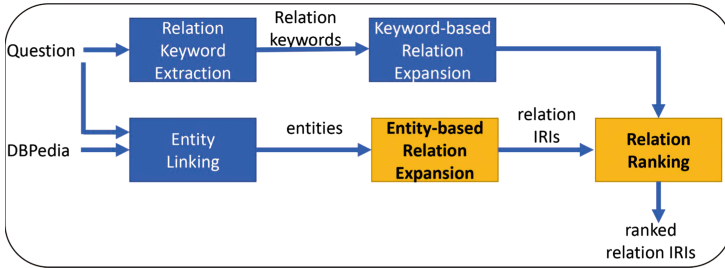 Question
Relation
Keyword
Extraction
Relation
keywords
Keyword-based
Relation
Expansion
DBPedia
Entity
Linking
entities
Entity-based
Relation
Expansion
relation
IRIs
Relation
Ranking
ranked
relation IRIs